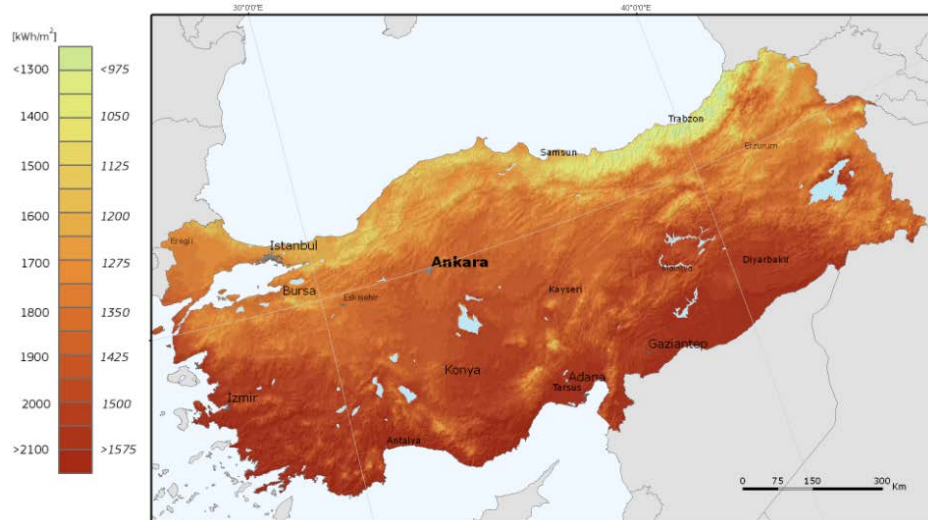 30°0'0"E
40°0'0"E
[kWh/m²]
<1300 <975
1400 1050
1500 1125
1600 1200
1700 1275
1800 1350
1900 1425
2000 1500
>2100 >1575
Trabzon
Samsun
Erzurum
Eregli
Istanbul
Ankara
Diyarbakir
Bursa
Eskisehir
Kayseri
Gaziantep
Konya
Adana
Tarsus
Izmir
Antalya
0 75 150 300
Km